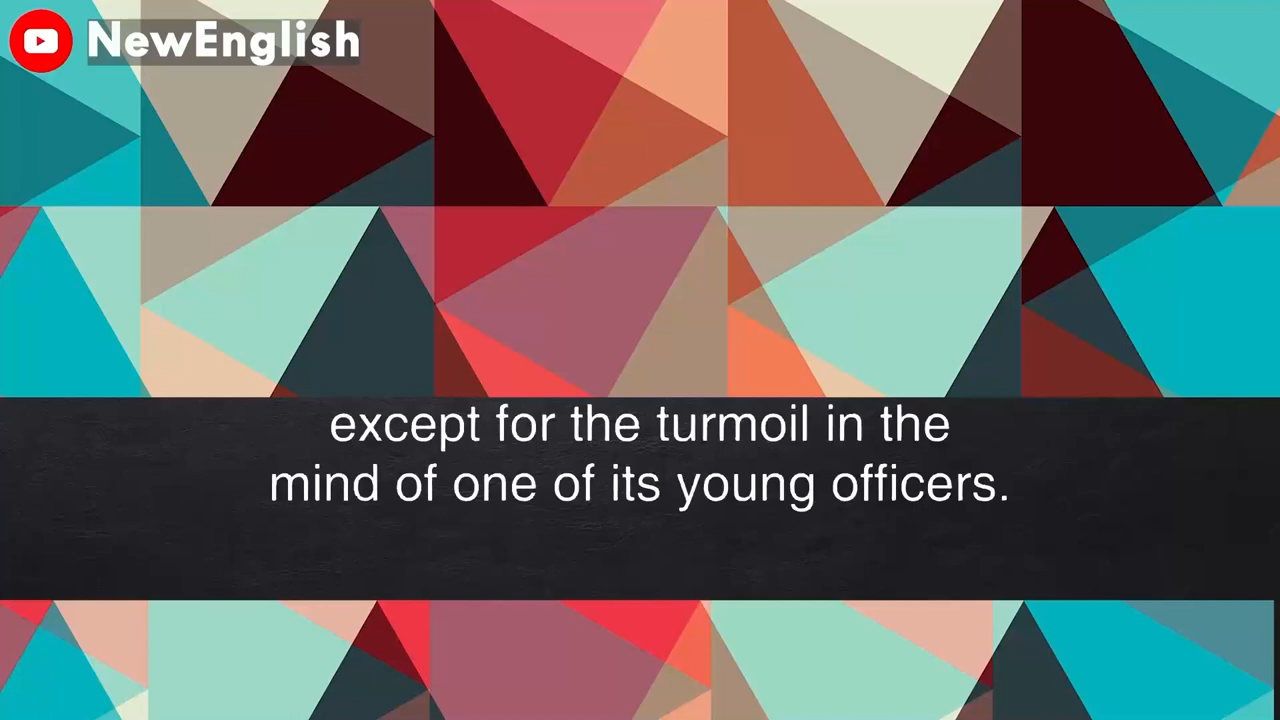 NewEnglish
except for the turmoil in the
mind of one of its young officers.